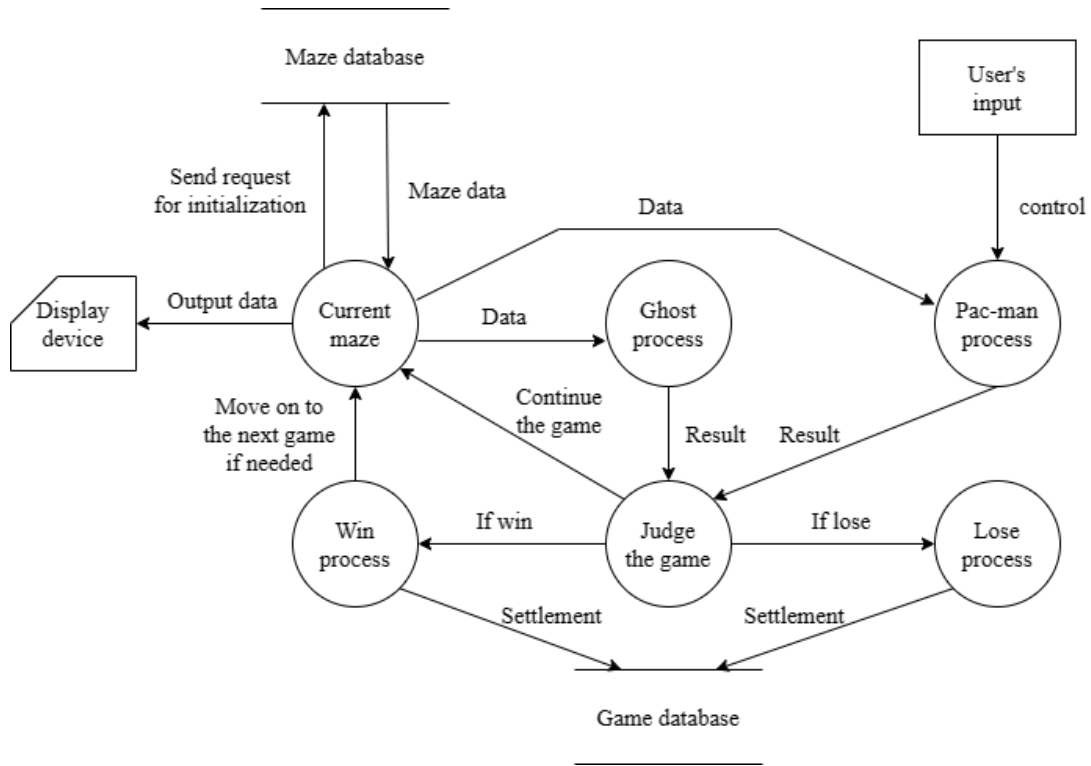 Maze database
User's
input
Send request
for initialization
Maze data
Data
control
Display
device
Output data
Current
maze
Data
Ghost
process
Pac-man
process
Move on to
the next game
if needed
Continue
the game
Result
Result
Win
process
If win
Judge
the game
If lose
Lose
process
Settlement
Settlement
Game database